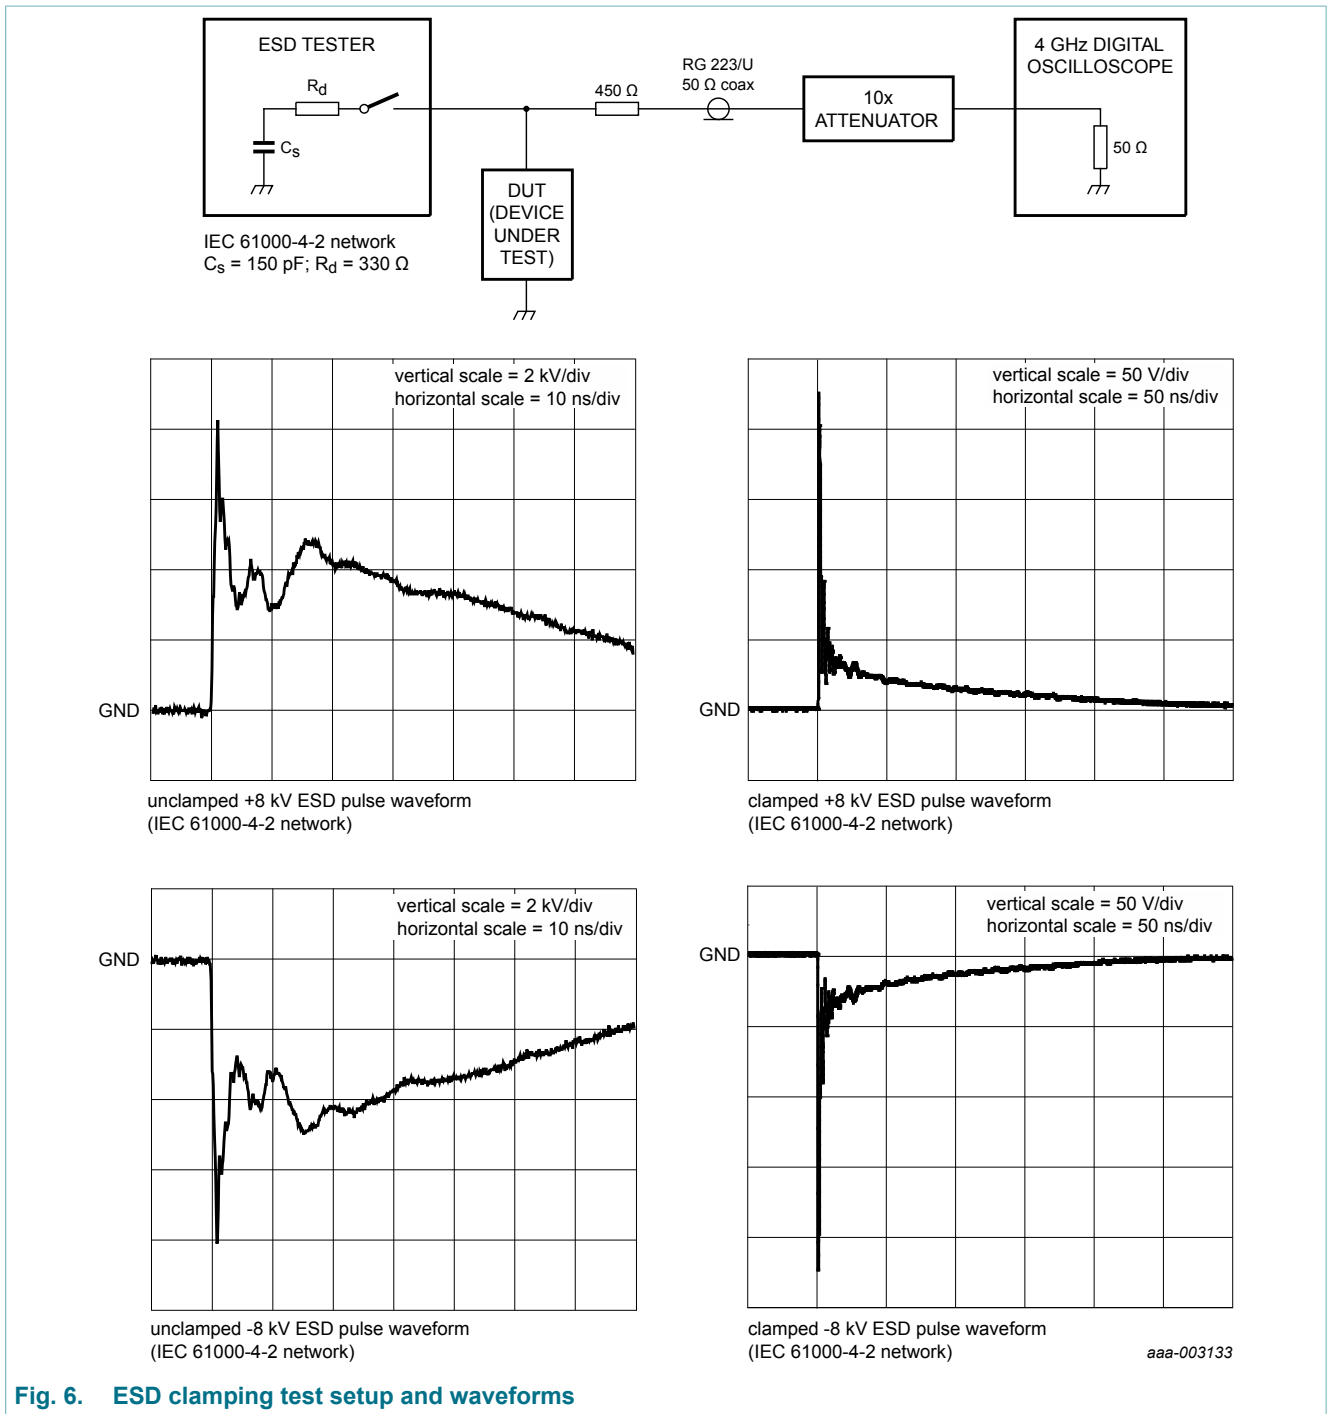 ESD TESTER
Rd
Cs
IEC 61000-4-2 network
Cs = 150 pF; Rd = 330 Ω
DUT
(DEVICE
UNDER
TEST)
450 Ω
RG 223/U
50 Ω coax
10x
ATTENUATOR
4 GHz DIGITAL
OSCILLOSCOPE
50 Ω
vertical scale = 2 kV/div
horizontal scale = 10 ns/div
GND
unclamped +8 kV ESD pulse waveform
(IEC 61000-4-2 network)
vertical scale = 50 V/div
horizontal scale = 50 ns/div
GND
clamped +8 kV ESD pulse waveform
(IEC 61000-4-2 network)
vertical scale = 2 kV/div
horizontal scale = 10 ns/div
GND
unclamped -8 kV ESD pulse waveform
(IEC 61000-4-2 network)
vertical scale = 50 V/div
horizontal scale = 50 ns/div
GND
clamped -8 kV ESD pulse waveform
(IEC 61000-4-2 network)
aaa-003133
Fig. 6. ESD clamping test setup and waveforms